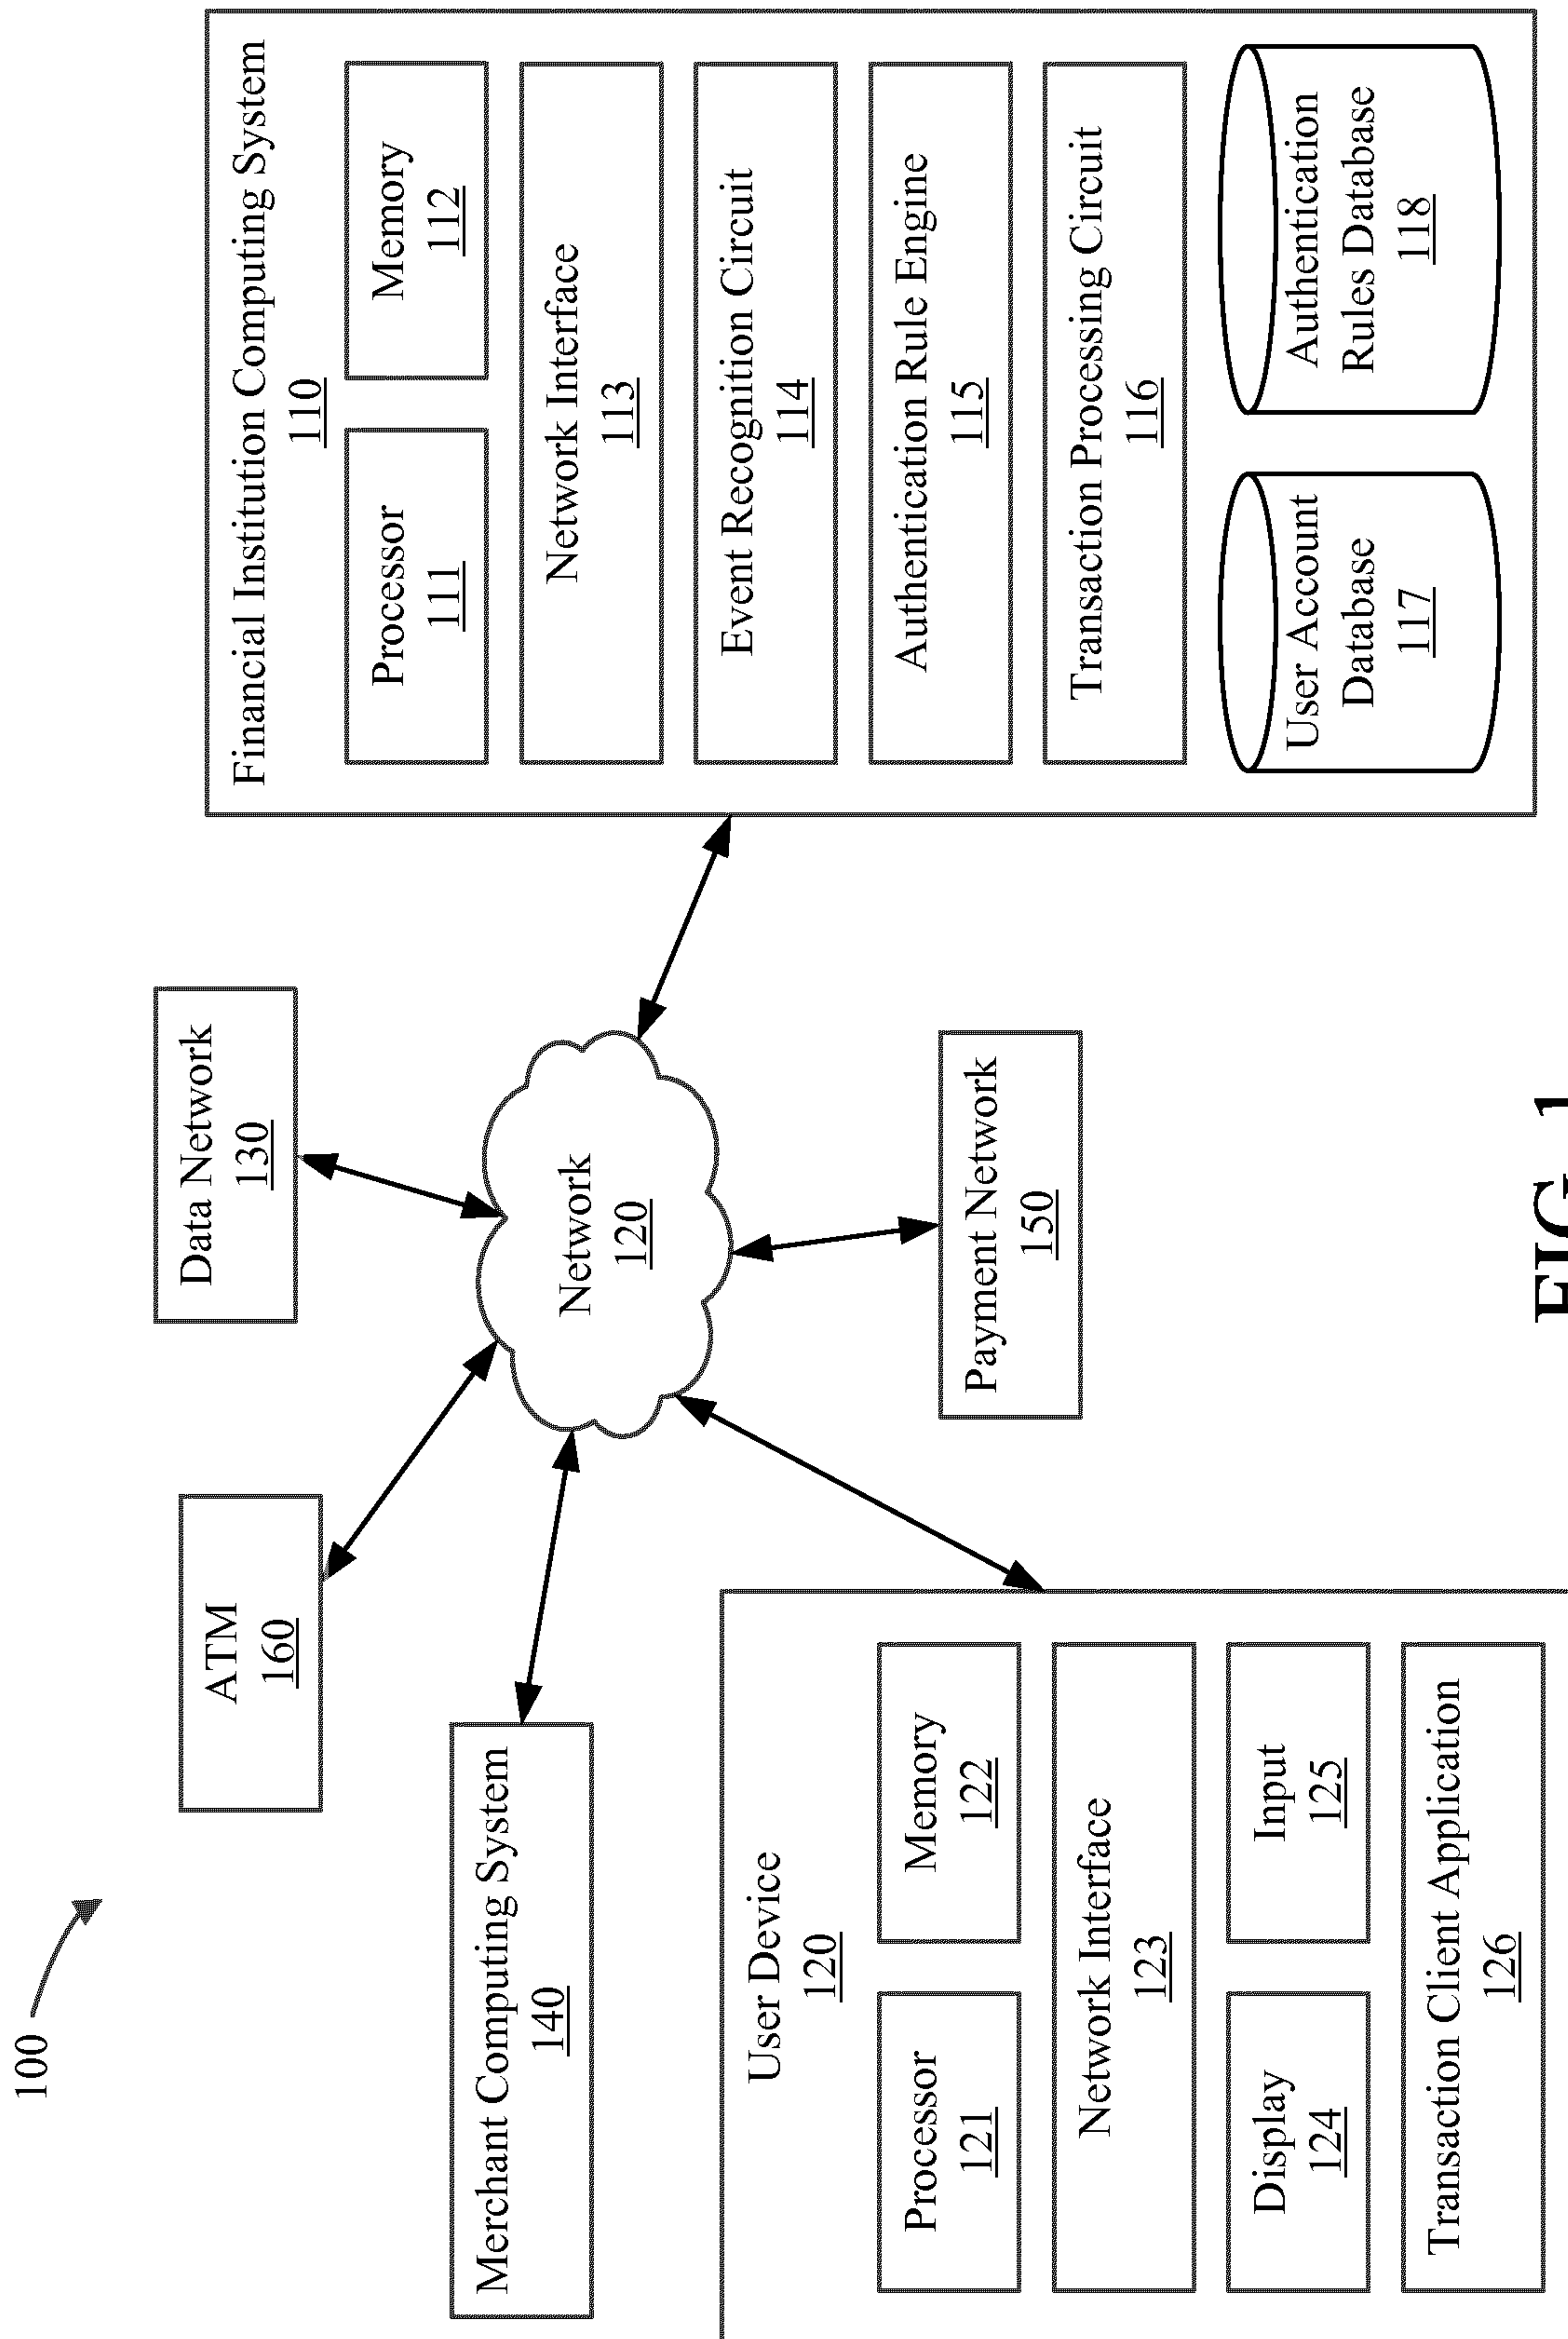 100
ATM
160
Data Network
130
Merchant Computing System
140
Network
120
Payment Network
150
User Device
120
Processor
121
Memory
122
Network Interface
123
Display
124
Input
125
Transaction Client Application
126
Financial Institution Computing System
110
Processor
111
Memory
112
Network Interface
113
Event Recognition Circuit
114
Authentication Rule Engine
115
Transaction Processing Circuit
116
User Account
Database
117
Authentication
Rules Database
118
FIG. 1